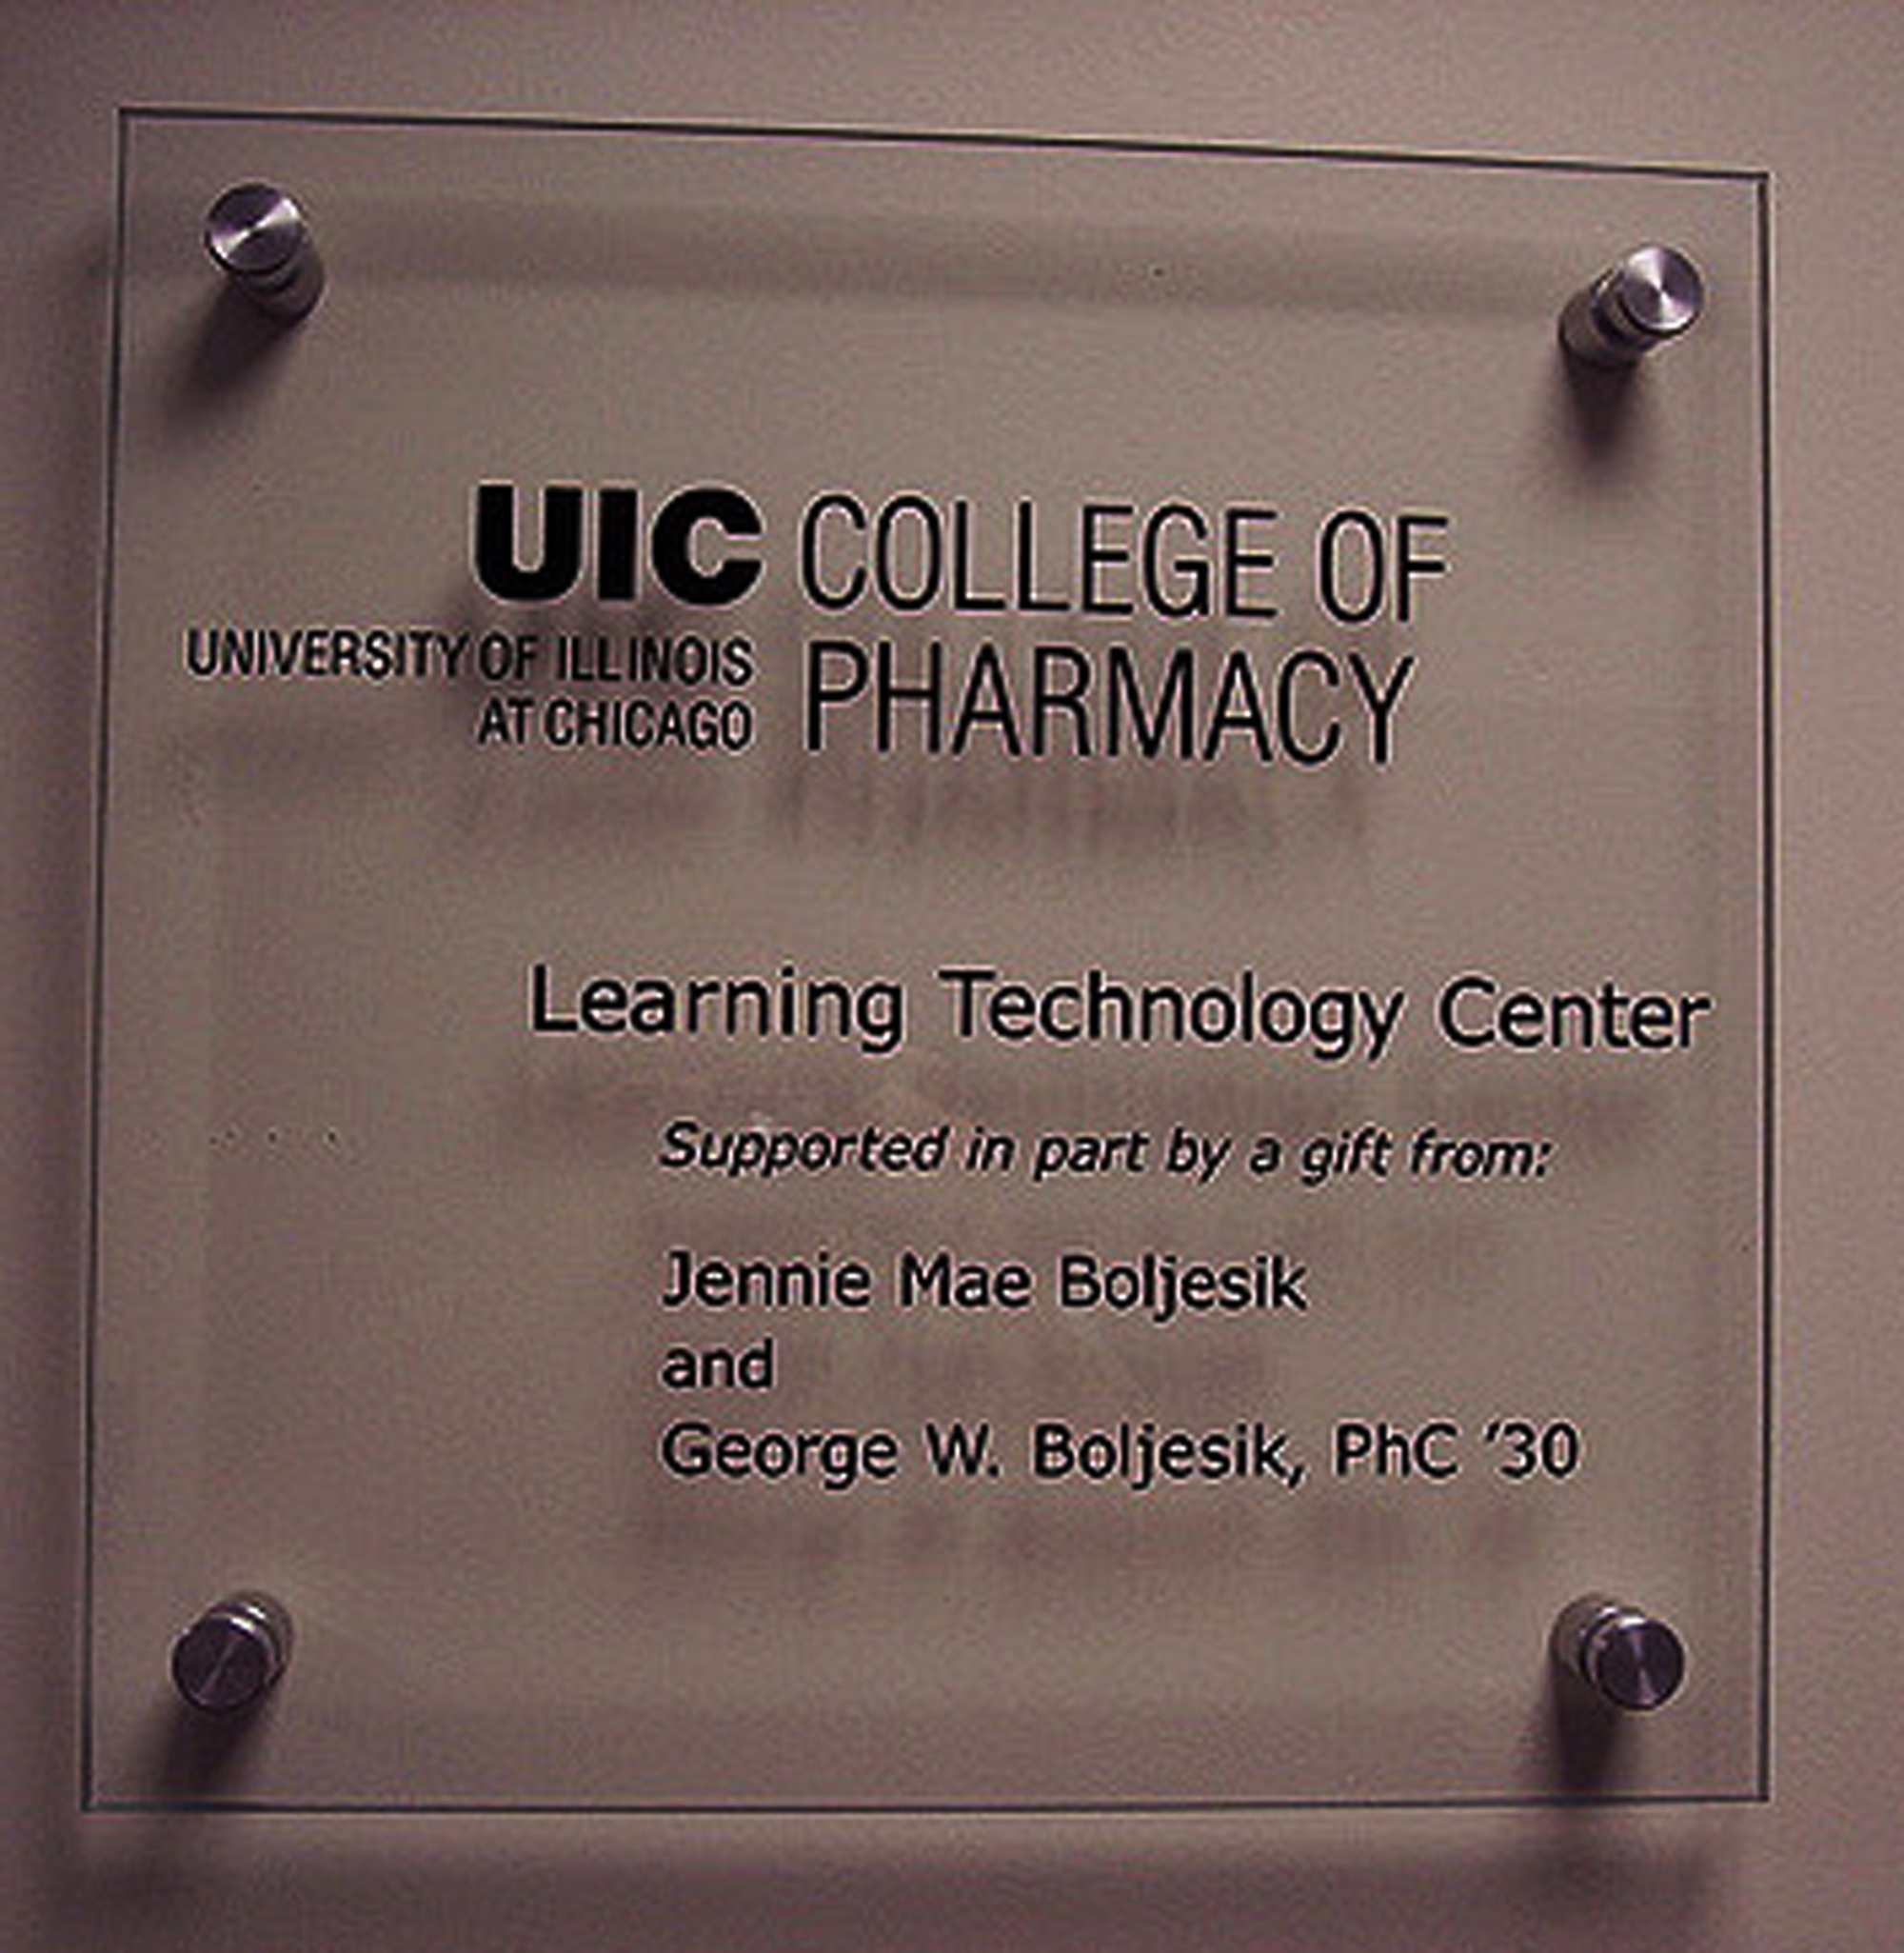 UIC COLLEGE OF
UNIVERSITY OF ILLINOIS PHARMACY
AT CHICAGO
Learning Technology Center
Supported in part by a gift from:
Jennie Mae Boljesik
and
George W. Boljesik, PhC '30